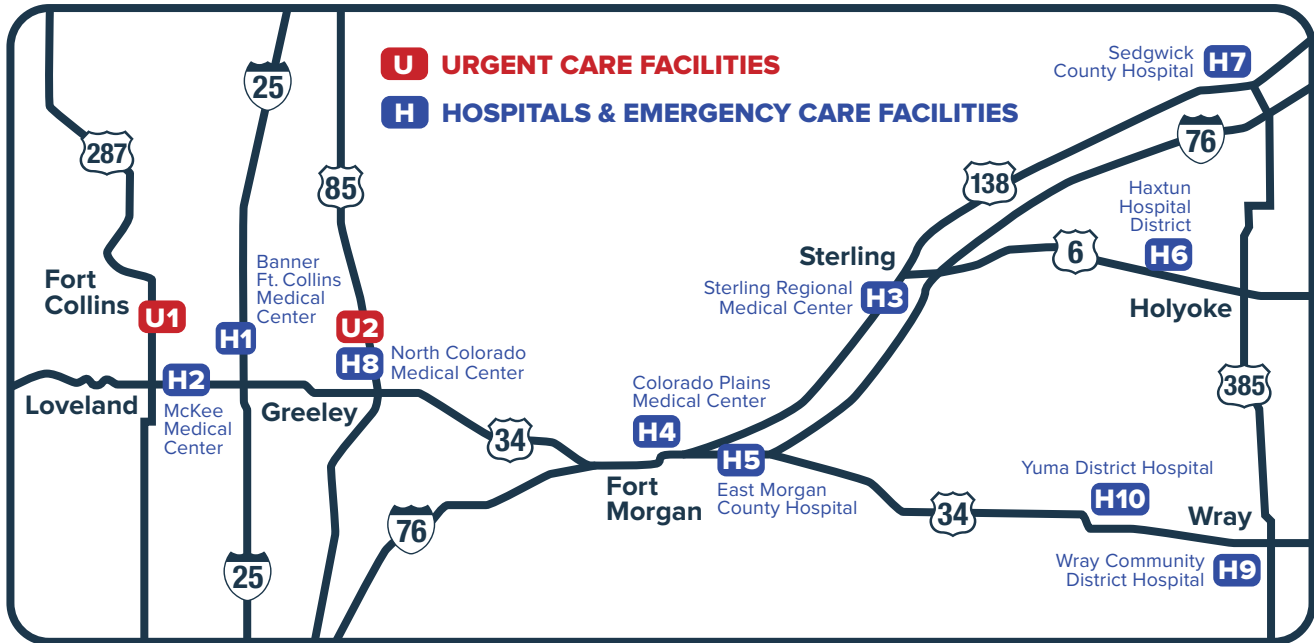 U URGENT CARE FACILITIES
H HOSPITALS & EMERGENCY CARE FACILITIES
25
287
85
Sedgwick
County Hospital
H7
76
138
Haxtun
Hospital
District
H6
6
Sterling
Sterling Regional
Medical Center
H3
Holyoke
385
Fort
Collins
U1
Banner
Ft. Collins
Medical
Center
H1
U2
H8
North Colorado
Medical Center
Loveland
H2
McKee
Medical
Center
Greeley
34
Colorado Plains
Medical Center
H4
H5
East Morgan
County Hospital
Fort
Morgan
76
25
34
Yuma District Hospital
H10
Wray
Wray Community
District Hospital
H9